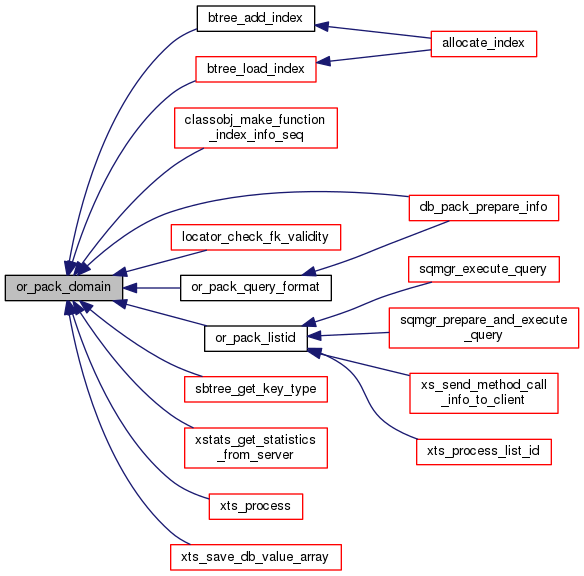 btree_add_index
allocate_index
btree_load_index
classobj_make_function
_index_info_seq
db_pack_prepare_info
locator_check_fk_validity
sqmgr_execute_query
or_pack_domain
or_pack_query_format
sqmgr_prepare_and_execute
_query
or_pack_listid
xs_send_method_call
_info_to_client
sbtree_get_key_type
xstats_get_statistics
_from_server
xts_process_list_id
xts_process
xts_save_db_value_array